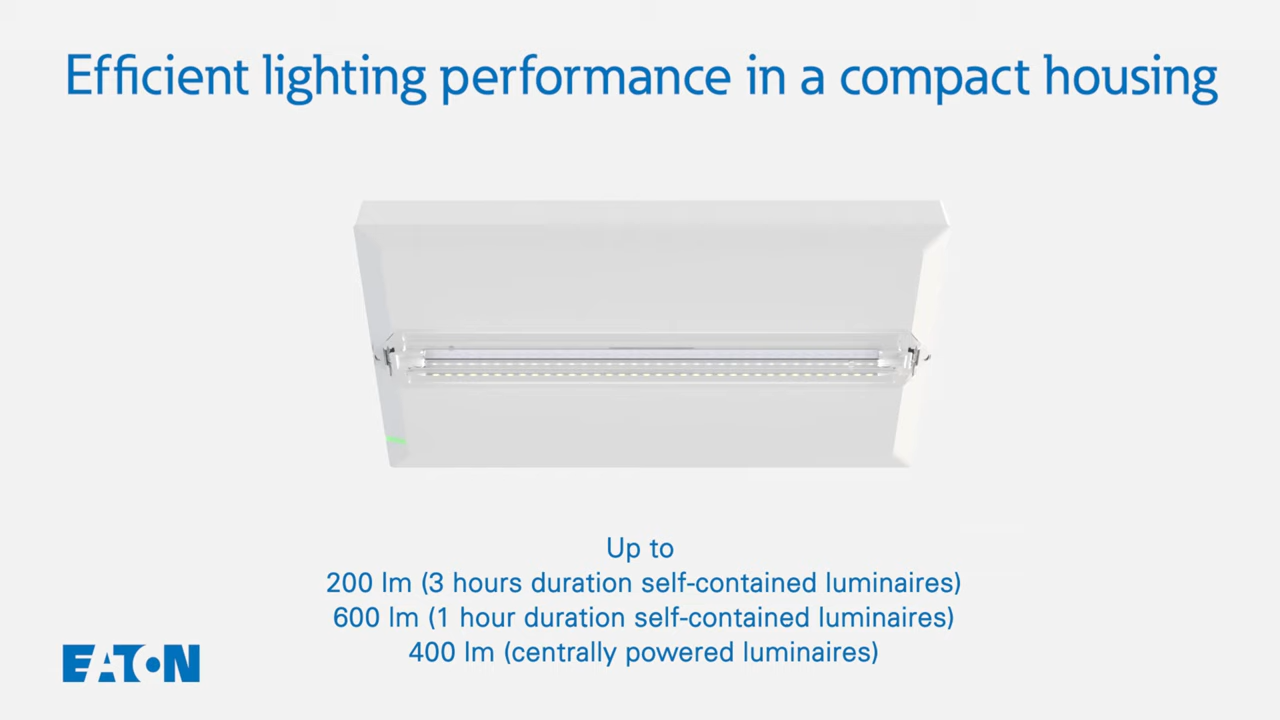 Efficient lighting performance in a compact housing
Up to
200 lm (3 hours duration self-contained luminaires)
600 lm (1 hour duration self-contained luminaires)
400 lm (centrally powered luminaires)
EATON